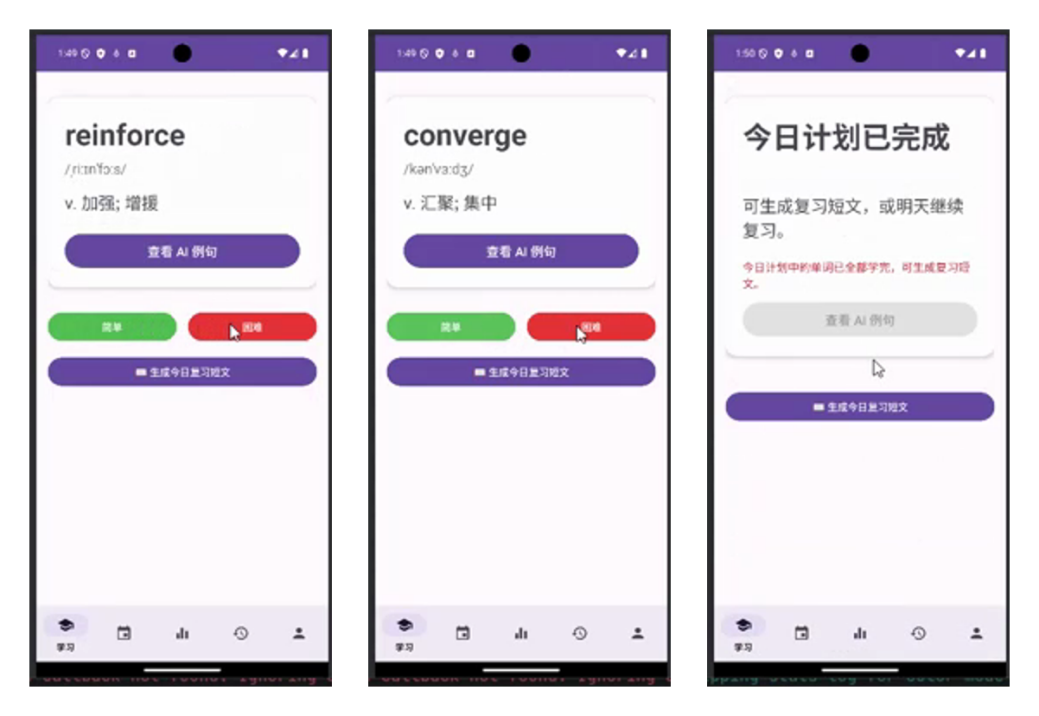 1:49
reinforce
/ˌriːɪnˈfɔːs/
v. 加强; 增援
查看 AI 例句
简单
困难
生成今日复习短文
学习
1:49
converge
/kənˈvɜːdʒ/
v. 汇聚; 集中
查看 AI 例句
简单
困难
生成今日复习短文
学习
1:50
今日计划已完成
可生成复习短文，或明天继续
复习。
今日计划中的单词已全部学完，可生成复习短
文。
查看 AI 例句
生成今日复习短文
学习